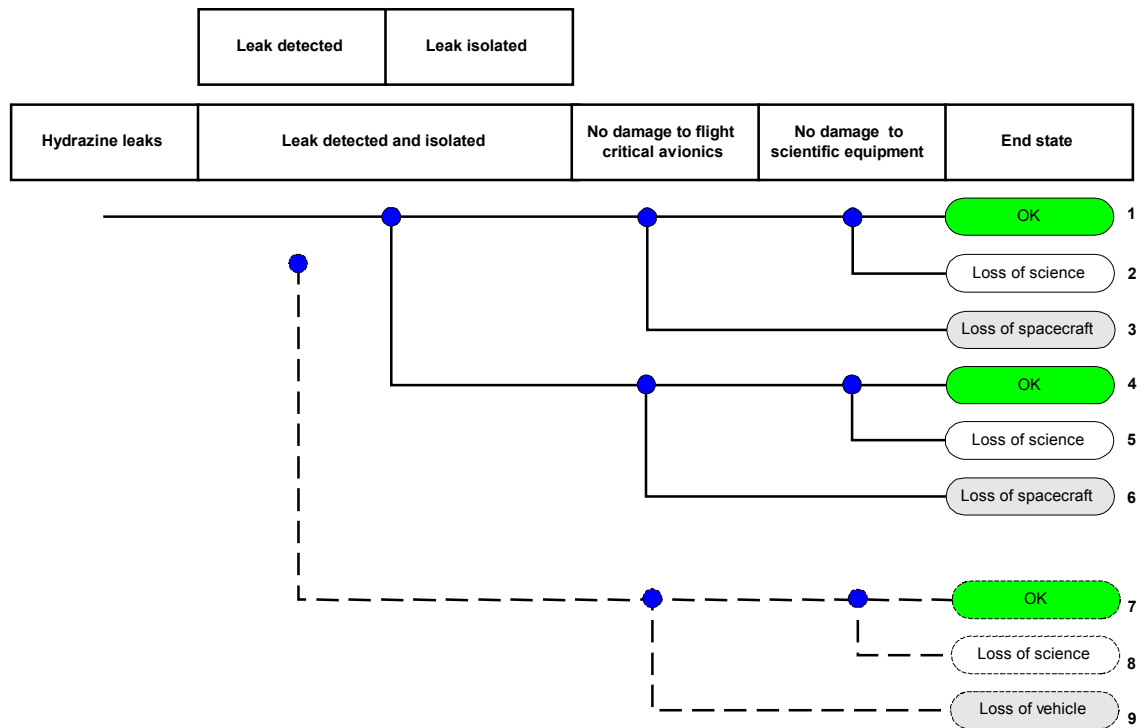 Leak detected
Leak isolated
Hydrazine leaks
Leak detected and isolated
No damage to flight
critical avionics
No damage to
scientific equipment
End state
OK
1
Loss of science
2
Loss of spacecraft
3
OK
4
Loss of science
5
Loss of spacecraft
6
OK
7
Loss of science
8
Loss of vehicle
9